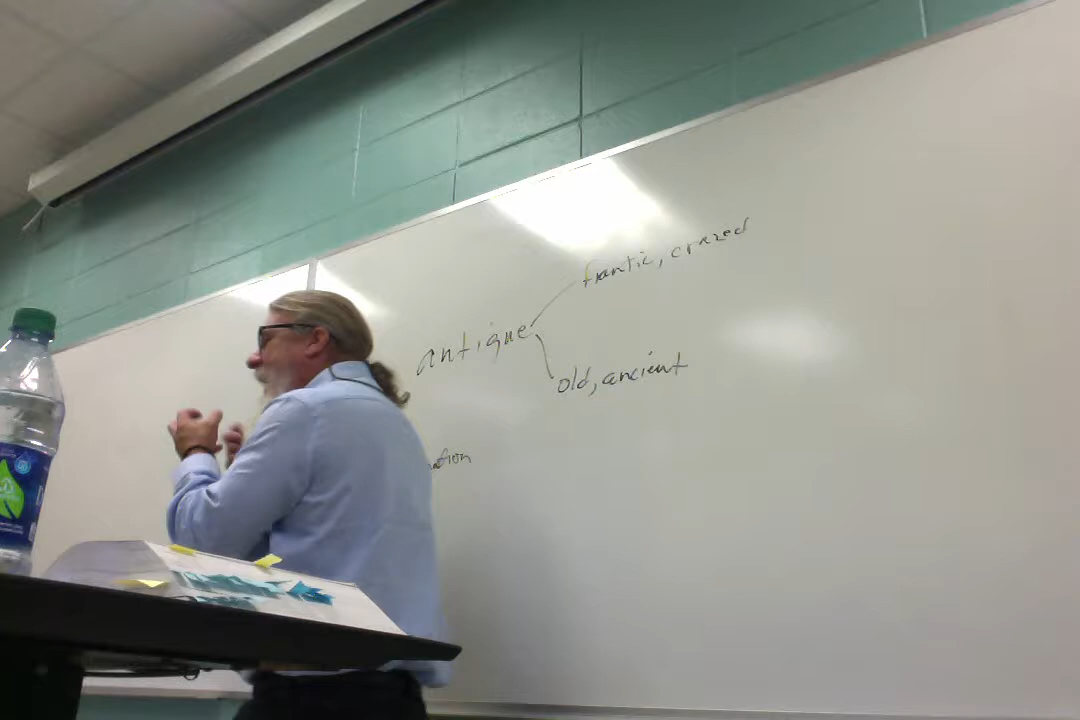 frantic, crazed
antique
old, ancient